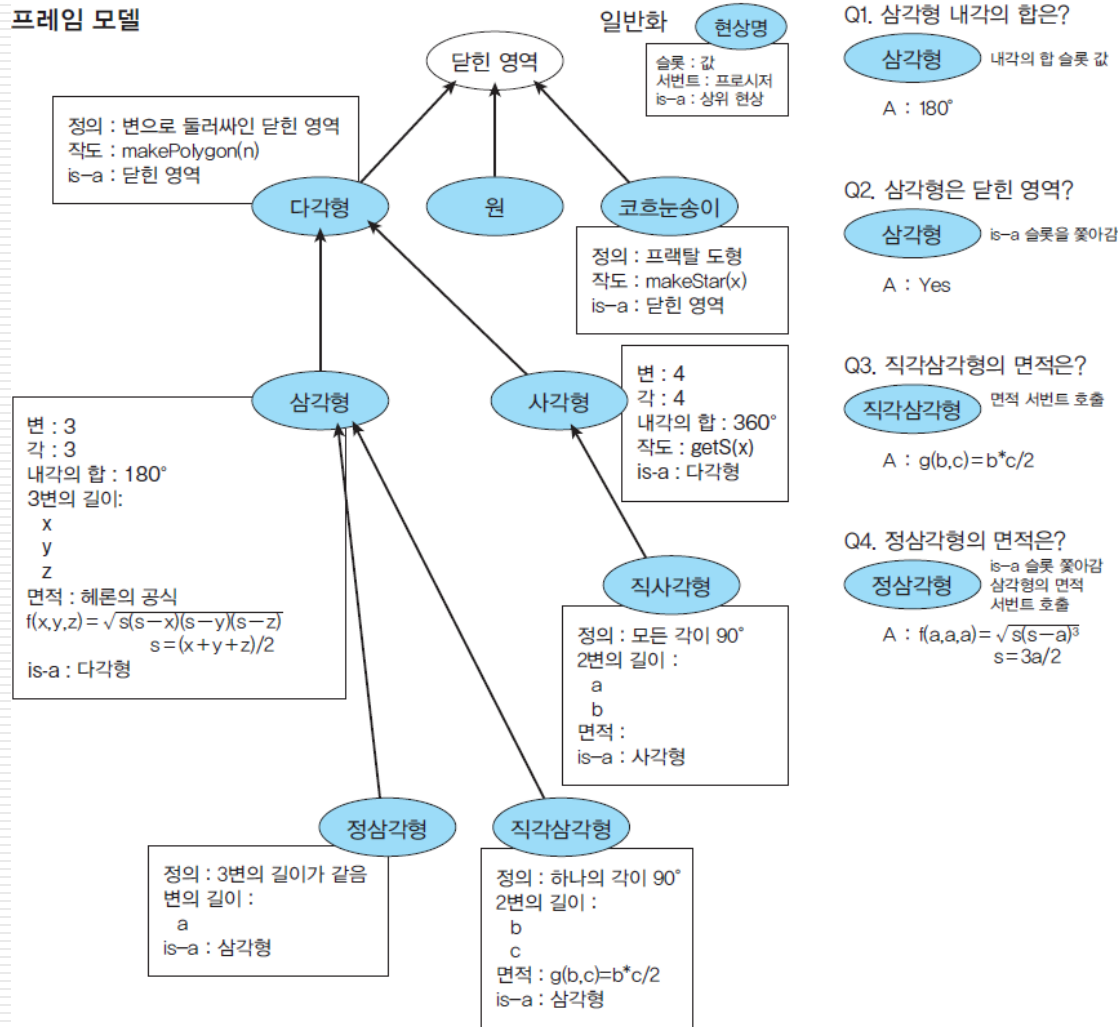 프레임 모델
일반화
현상명
슬롯 : 값
서번트 : 프로시저
is-a : 상위 현상
닫힌 영역
정의 : 변으로 둘러싸인 닫힌 영역
작도 : makePolygon(n)
is-a : 닫힌 영역
다각형
원
코흐눈송이
정의 : 프랙탈 도형
작도 : makeStar(x)
is-a : 닫힌 영역
삼각형
변 : 3
각 : 3
내각의 합 : 180°
3변의 길이:
x
y
z
면적 : 헤론의 공식
f(x,y,z) = √s(s-x)(s-y)(s-z)
s=(x+y+z)/2
is-a : 다각형
사각형
변 : 4
각 : 4
내각의 합 : 360°
작도 : getS(x)
is-a : 다각형
직사각형
정의 : 모든 각이 90°
2변의 길이 :
a
b
면적 :
is-a : 사각형
정삼각형
정의 : 3변의 길이가 같음
변의 길이 :
a
is-a : 삼각형
직각삼각형
정의 : 하나의 각이 90°
2변의 길이 :
b
c
면적 : g(b,c)=b*c/2
is-a : 삼각형
Q1. 삼각형 내각의 합은?
삼각형 내각의 합 슬롯 값
A : 180°
Q2. 삼각형은 닫힌 영역?
삼각형 is-a 슬롯을 쫓아감
A : Yes
Q3. 직각삼각형의 면적은?
직각삼각형 면적 서번트 호출
A : g(b,c)=b*c/2
Q4. 정삼각형의 면적은?
정삼각형
is-a 슬롯 쫓아감
삼각형의 면적
서번트 호출
A : f(a,a,a)= √s(s-a)³
s=3a/2